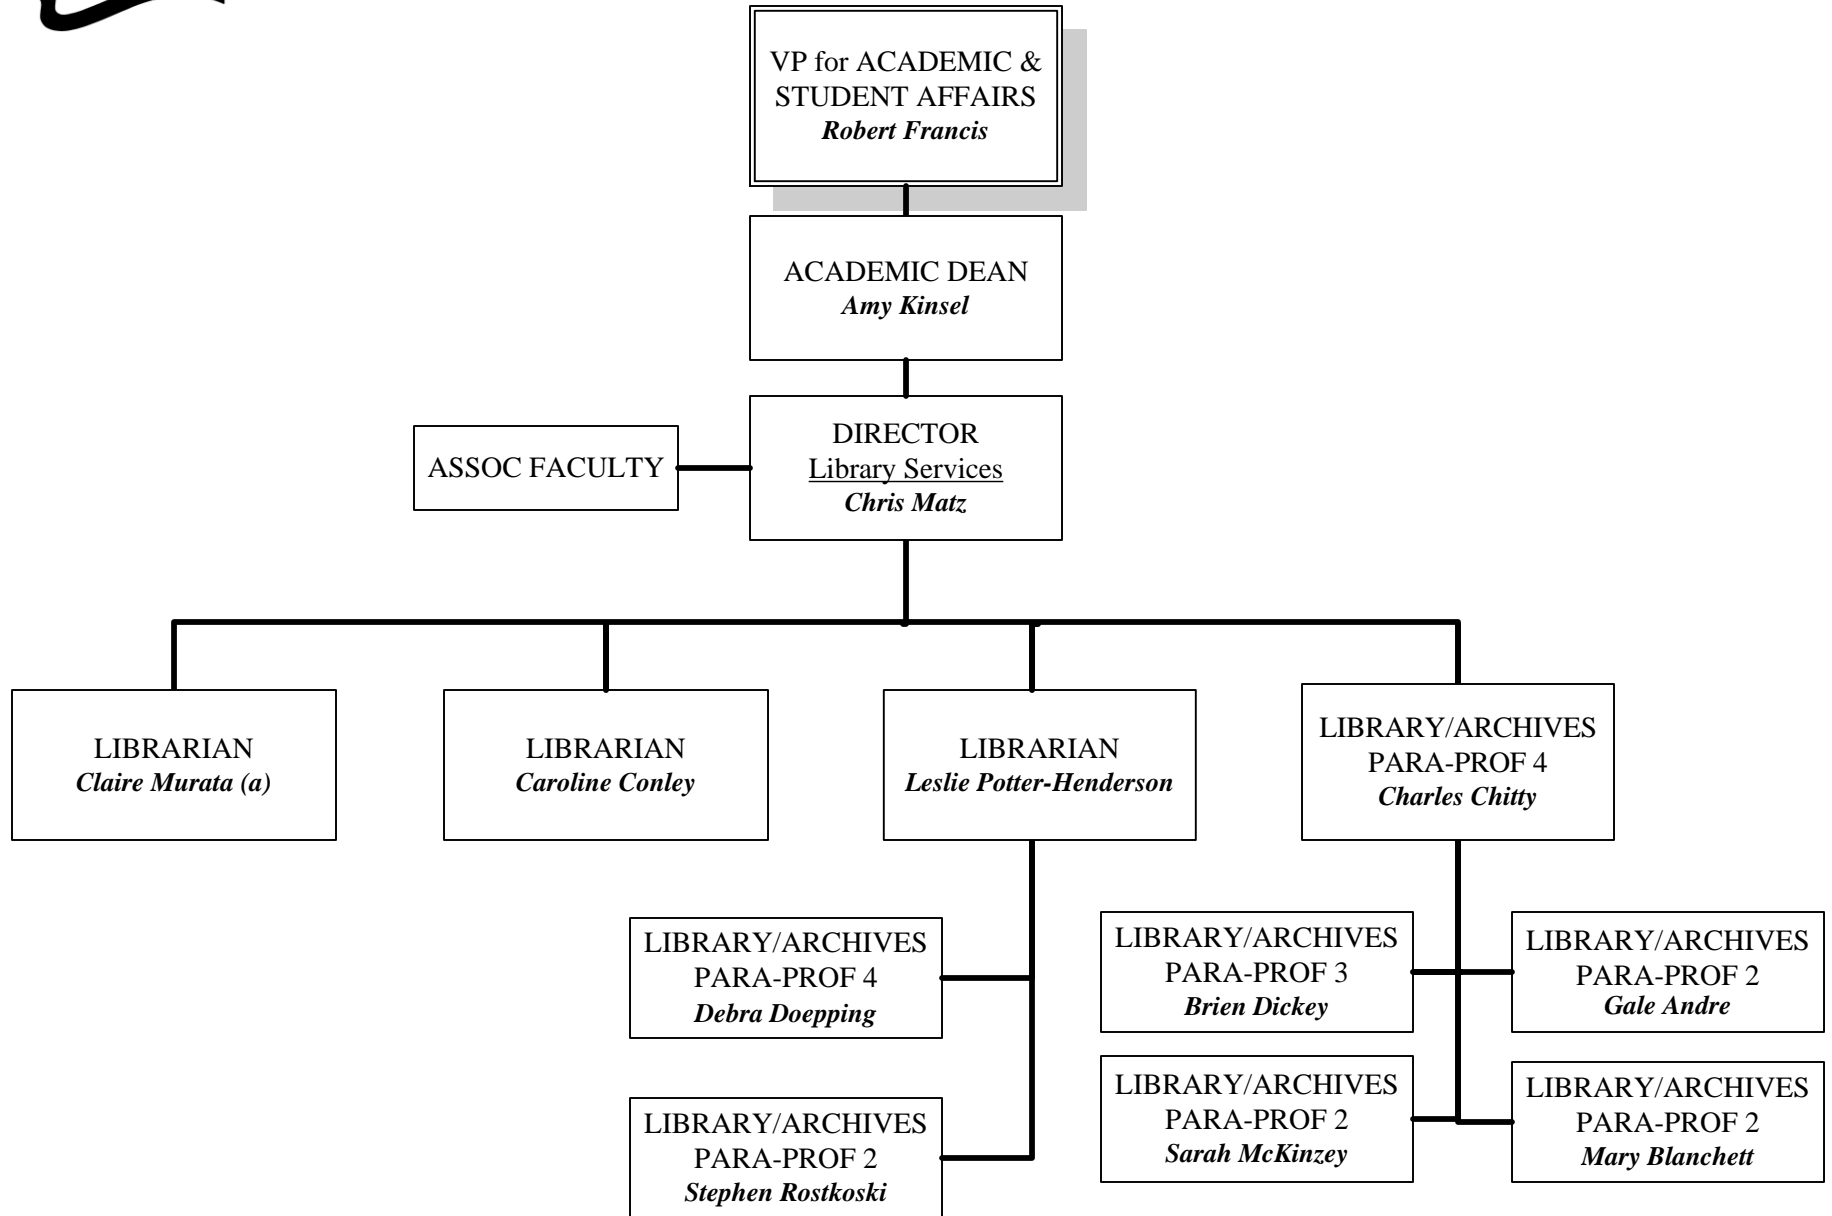 VP for ACADEMIC &
STUDENT AFFAIRS
Robert Francis
ACADEMIC DEAN
Amy Kinsel
ASSOC FACULTY
DIRECTOR
Library Services
Chris Matz
LIBRARIAN
Claire Murata (a)
LIBRARIAN
Caroline Conley
LIBRARIAN
Leslie Potter-Henderson
LIBRARY/ARCHIVES
PARA-PROF 4
Charles Chitty
LIBRARY/ARCHIVES
PARA-PROF 4
Debra Doepping
LIBRARY/ARCHIVES
PARA-PROF 3
Brien Dickey
LIBRARY/ARCHIVES
PARA-PROF 2
Gale Andre
LIBRARY/ARCHIVES
PARA-PROF 2
Stephen Rostkoski
LIBRARY/ARCHIVES
PARA-PROF 2
Sarah McKinzey
LIBRARY/ARCHIVES
PARA-PROF 2
Mary Blanchett